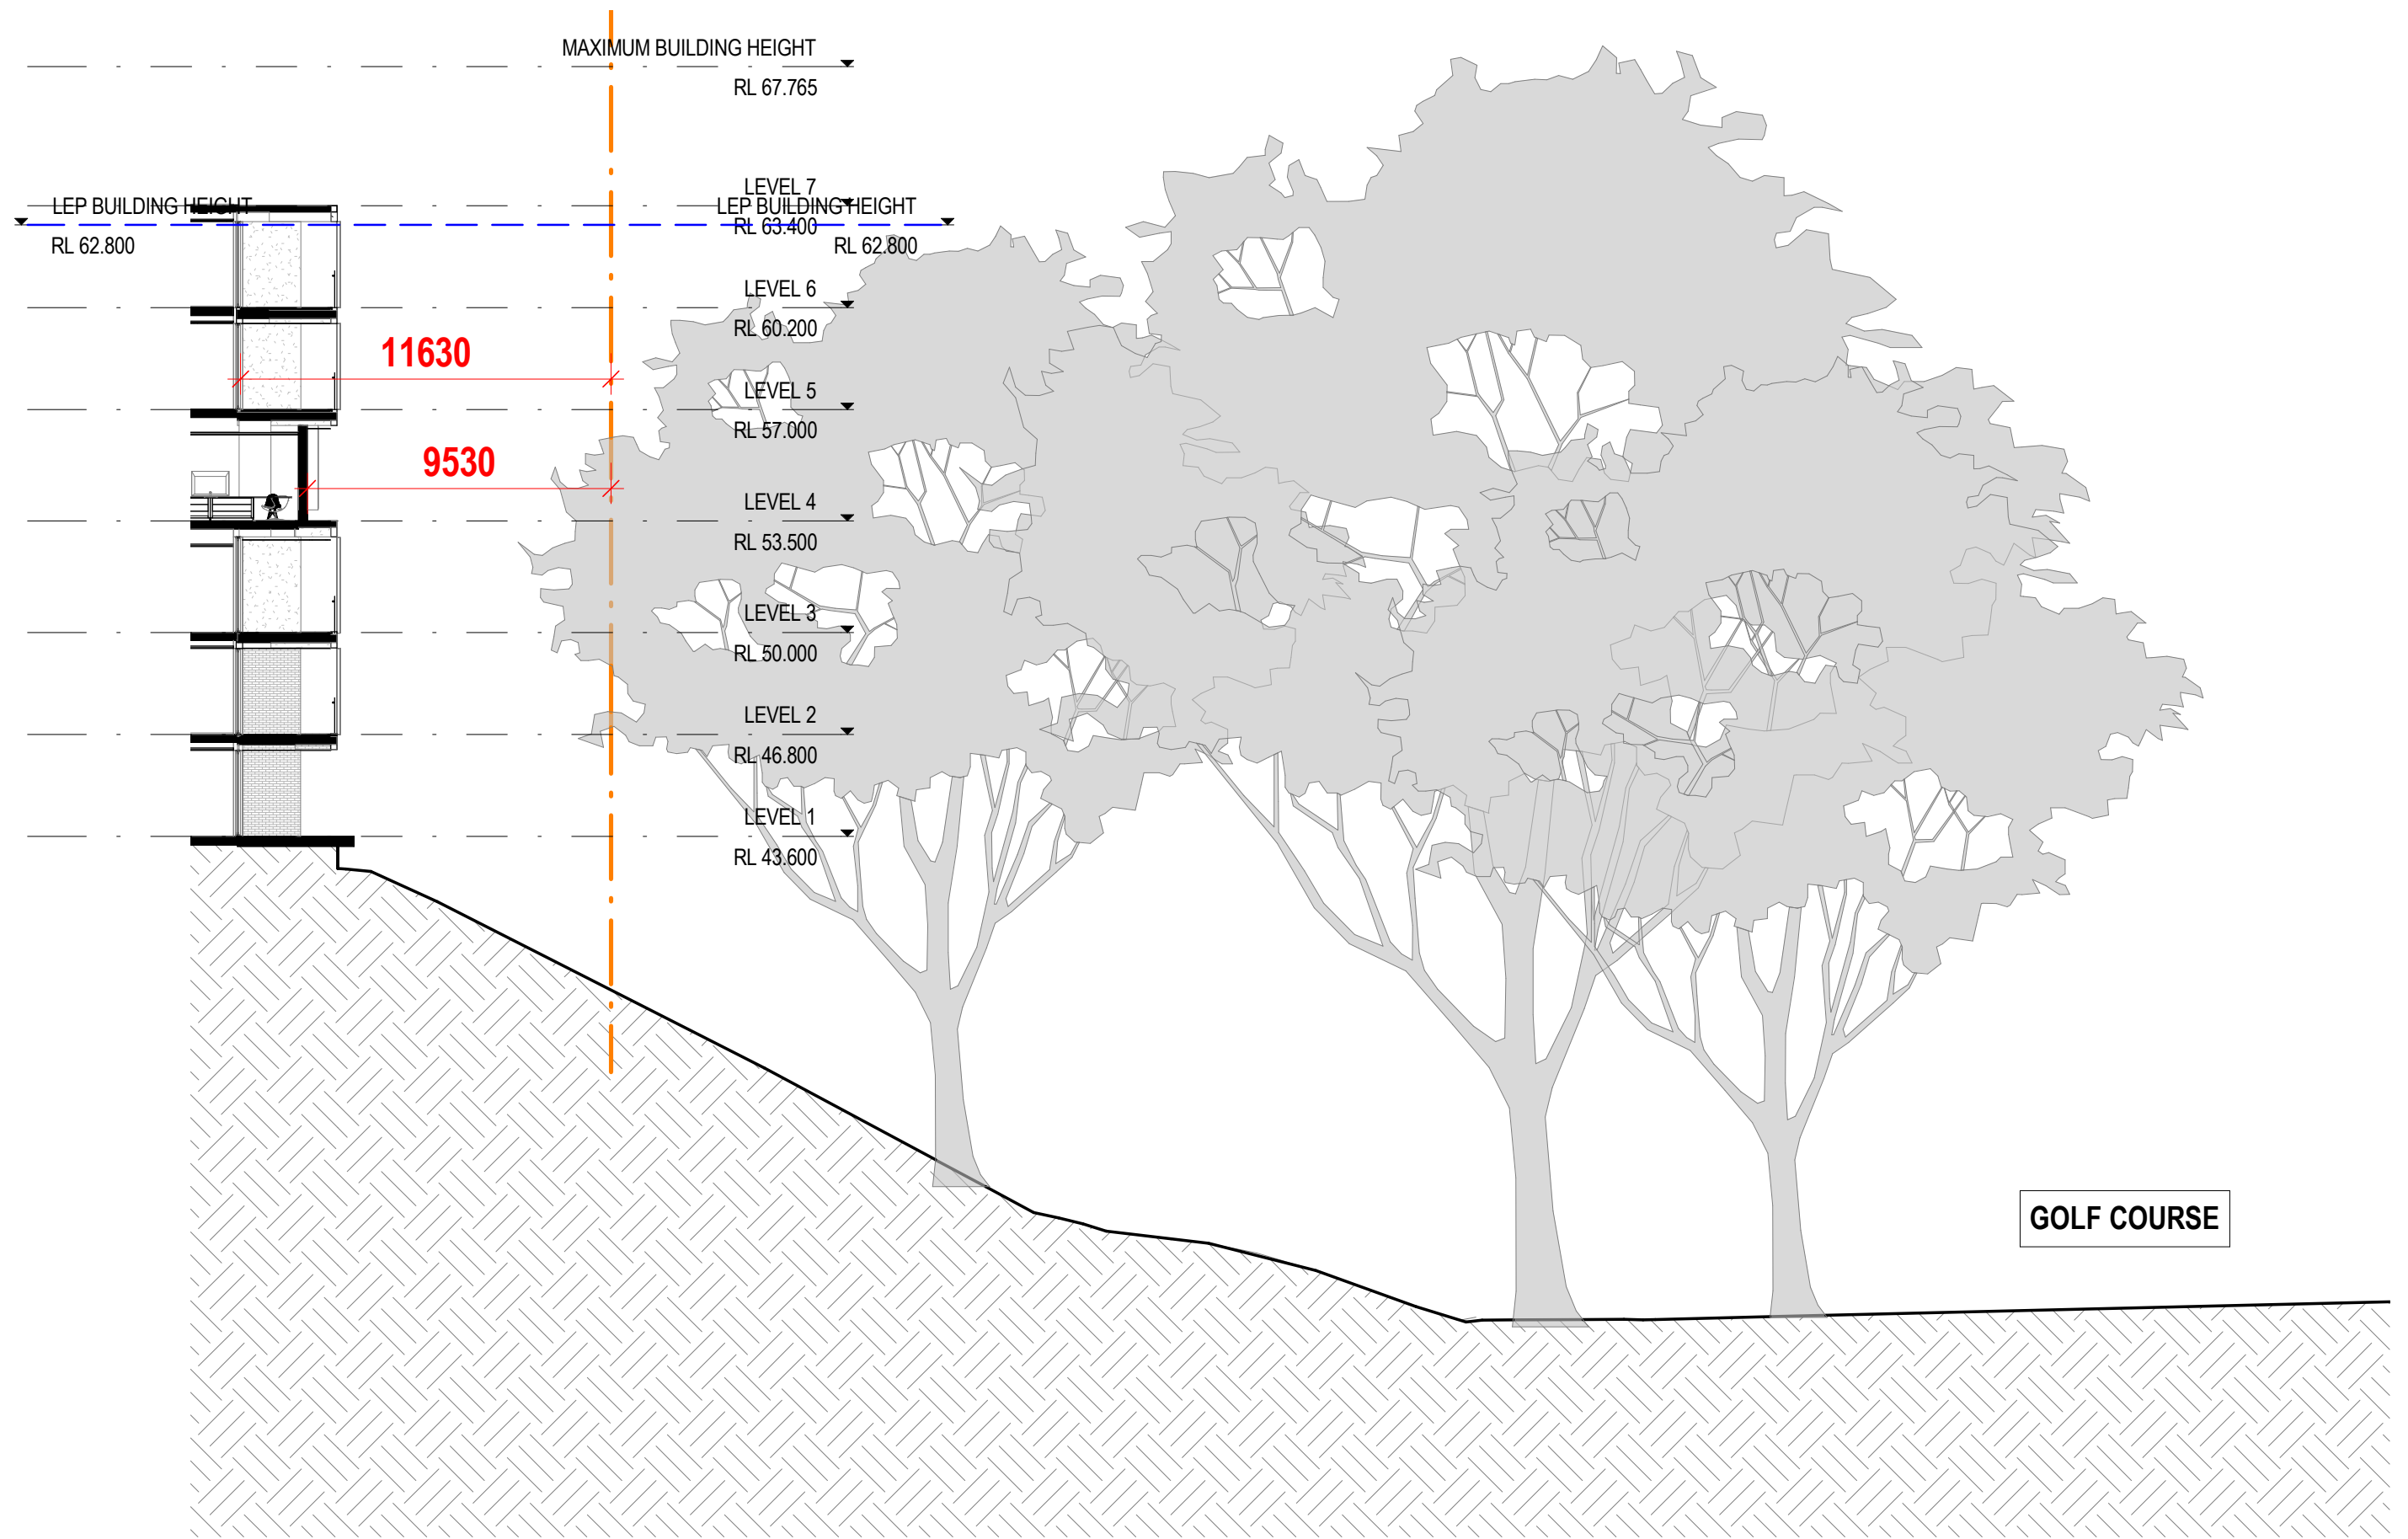 MAXIMUM BUILDING HEIGHT
RL 67.765
LEVEL 7
LEP BUILDING HEIGHT
LEP BUILDING HEIGHT
RL 63.400
RL 62.800
RL 62.800
LEVEL 6
RL 60.200
11630
LEVEL 5
RL 57.000
9530
LEVEL 4
RL 53.500
LEVEL 3
RL 50.000
LEVEL 2
RL 46.800
LEVEL 1
RL 43.600
GOLF COURSE